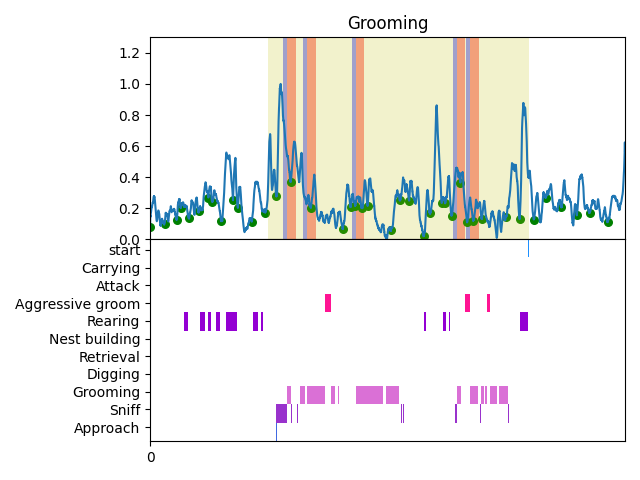 Grooming
1.2
1.0
0.8
0.6
0.4
0.2
0.0
start
Carrying
Attack
Aggressive groom
Rearing
Nest building
Retrieval
Digging
Grooming
Sniff
Approach
0